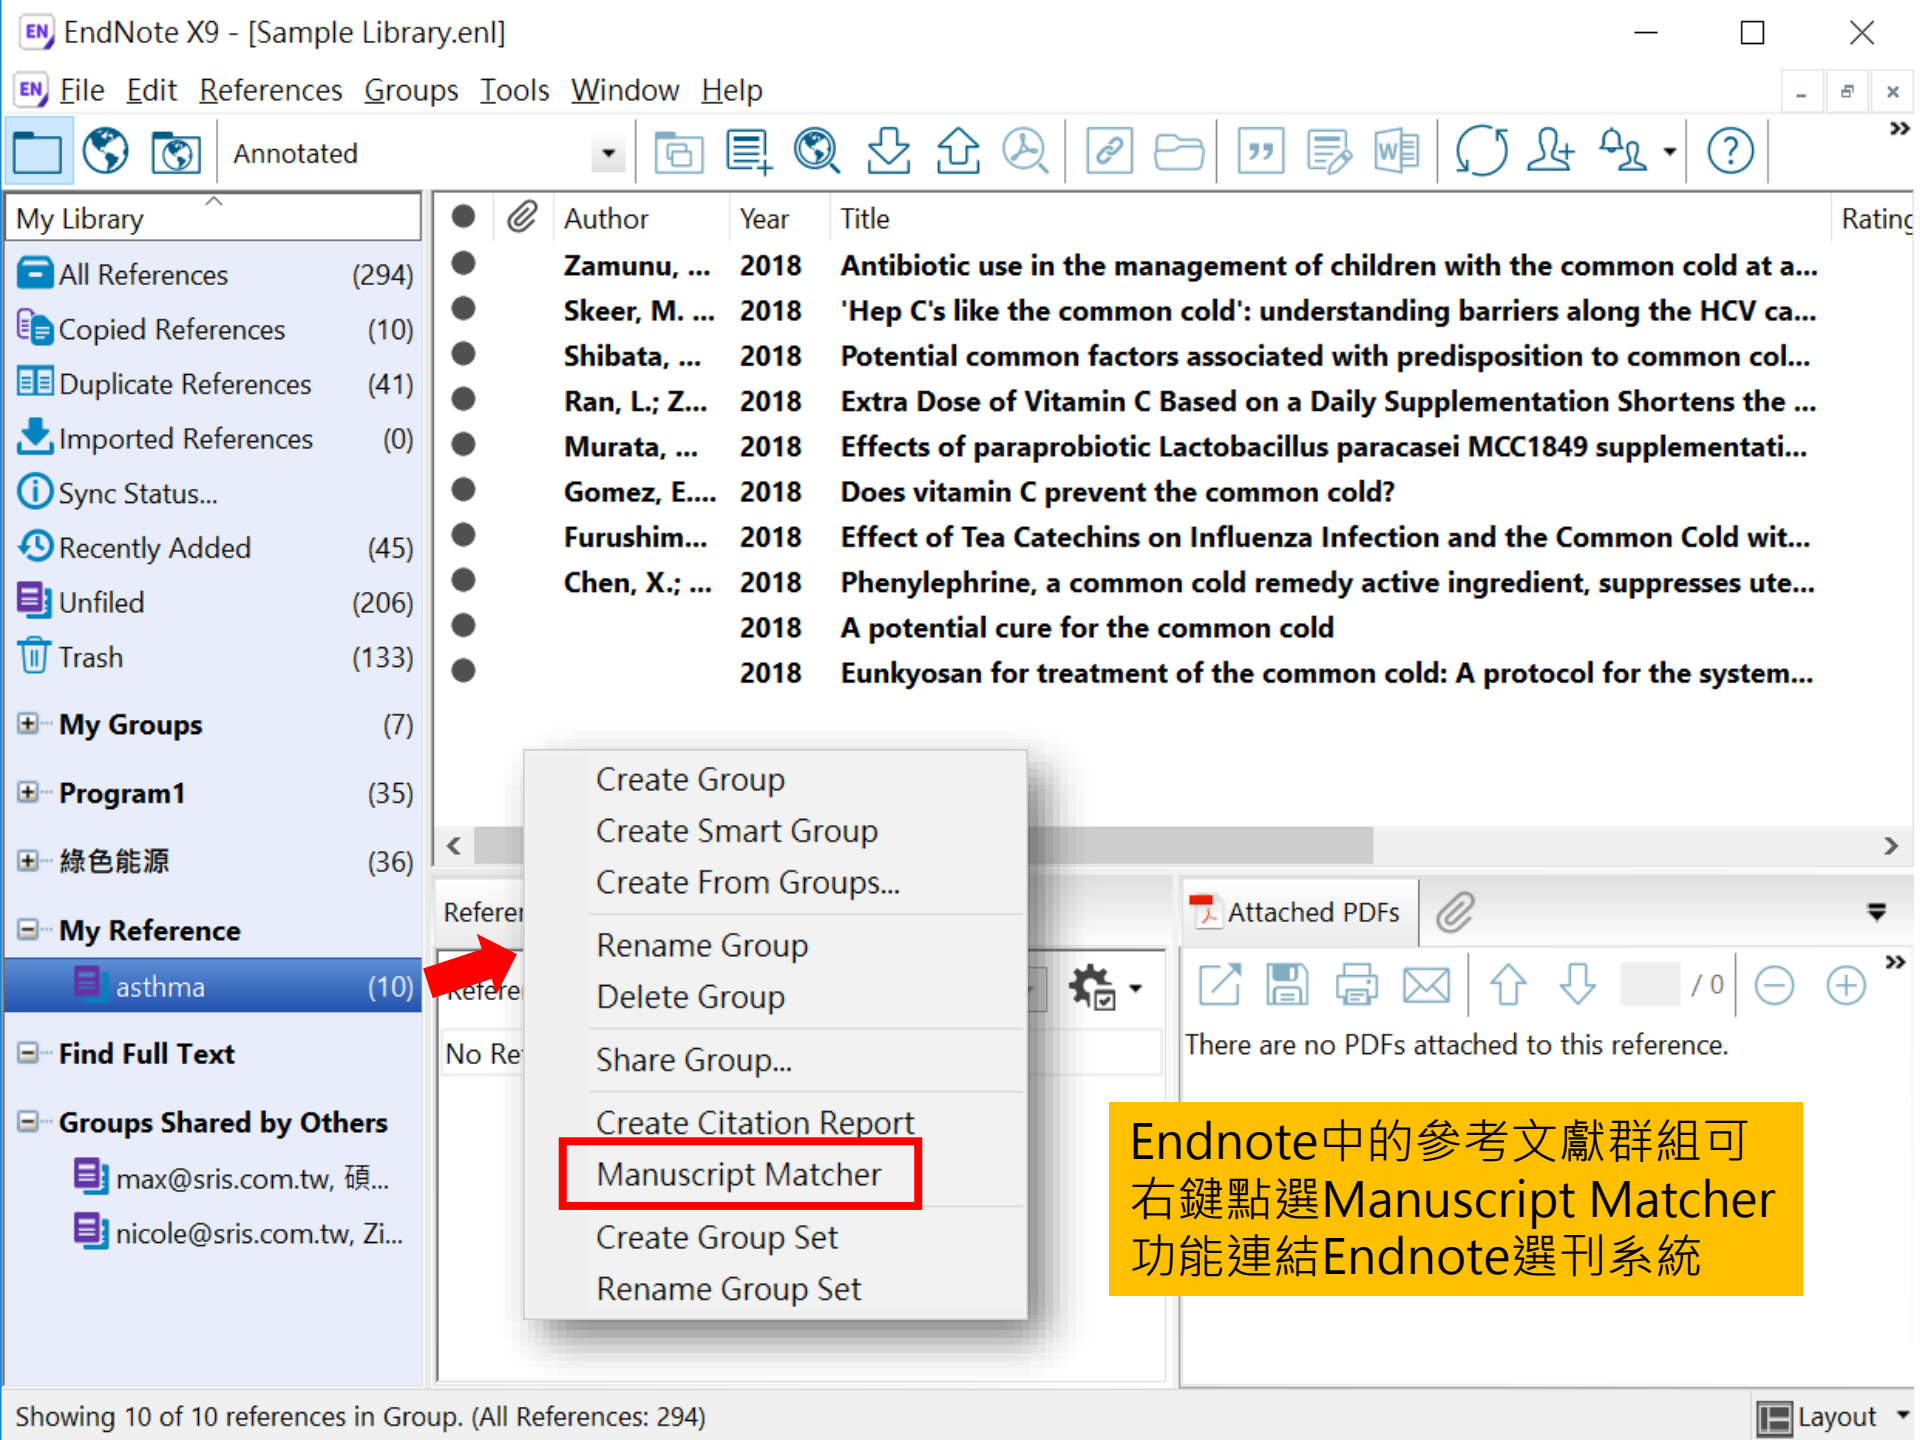 EndNote X9 - [Sample Library.enl]
File Edit References Groups Tools Window Help
Annotated
My Library
All References (294)
Copied References (10)
Duplicate References (41)
Imported References (0)
Sync Status...
Recently Added (45)
Unfiled (206)
Trash (133)
My Groups (7)
Program1 (35)
綠色能源 (36)
My Reference
asthma (10)
Find Full Text
Groups Shared by Others
max@sris.com.tw, 碩...
nicole@sris.com.tw, Zi...
Author Year Title Rating
Zamunu, ... 2018 Antibiotic use in the management of children with the common cold at a...
Skeer, M. ... 2018 'Hep C's like the common cold': understanding barriers along the HCV ca...
Shibata, ... 2018 Potential common factors associated with predisposition to common col...
Ran, L.; Z... 2018 Extra Dose of Vitamin C Based on a Daily Supplementation Shortens the ...
Murata, ... 2018 Effects of paraprobiotic Lactobacillus paracasei MCC1849 supplementati...
Gomez, E.... 2018 Does vitamin C prevent the common cold?
Furushim... 2018 Effect of Tea Catechins on Influenza Infection and the Common Cold wit...
Chen, X.; ... 2018 Phenylephrine, a common cold remedy active ingredient, suppresses ute...
2018 A potential cure for the common cold
2018 Eunkyosan for treatment of the common cold: A protocol for the system...
Create Group
Create Smart Group
Create From Groups...
Rename Group
Delete Group
Share Group...
Create Citation Report
Manuscript Matcher
Create Group Set
Rename Group Set
Attached PDFs
/ 0
There are no PDFs attached to this reference.
Endnote中的參考文獻群組可
右鍵點選Manuscript Matcher
功能連結Endnote選刊系統
Showing 10 of 10 references in Group. (All References: 294)
Layout